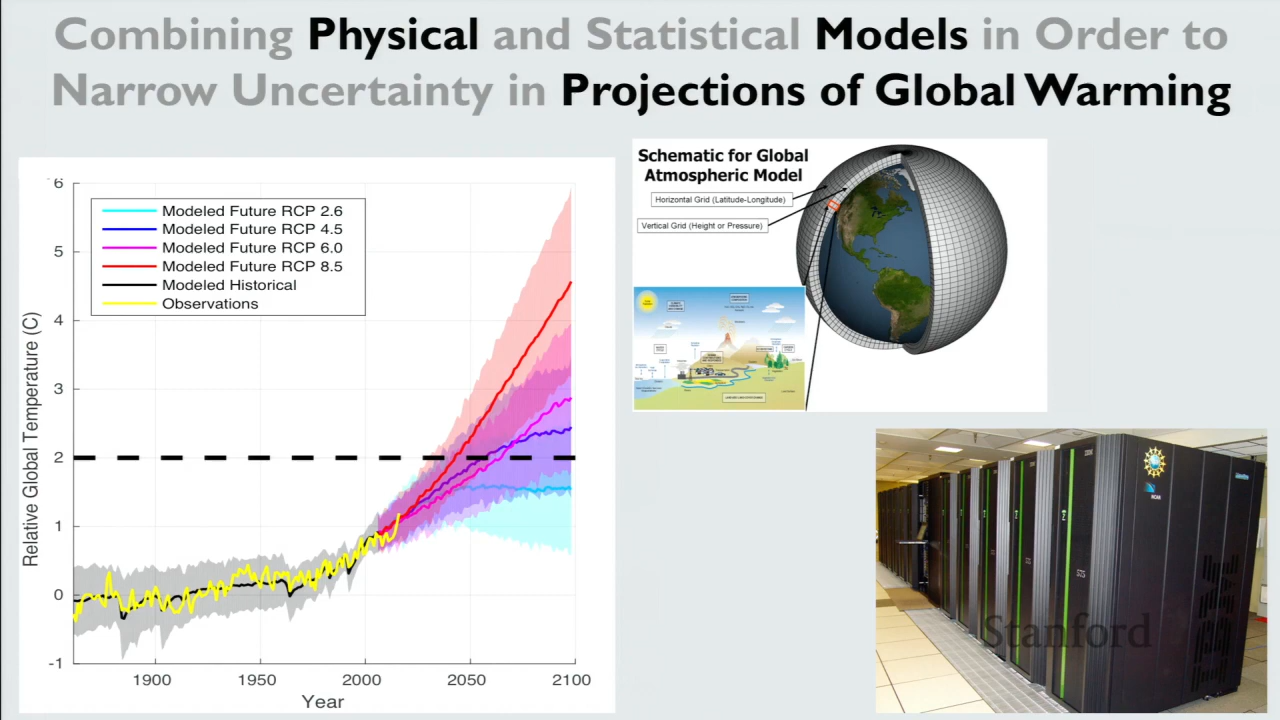 Combining Physical and Statistical Models in Order to
Narrow Uncertainty in Projections of Global Warming
6
5
4
3
2
1
0
-1
Relative Global Temperature (C)
Modeled Future RCP 2.6
Modeled Future RCP 4.5
Modeled Future RCP 6.0
Modeled Future RCP 8.5
Modeled Historical
Observations
1900
1950
2000
2050
2100
Year
Schematic for Global
Atmospheric Model
Horizontal Grid (Latitude-Longitude)
Vertical Grid (Height or Pressure)
NCAR
IBM
Stanford